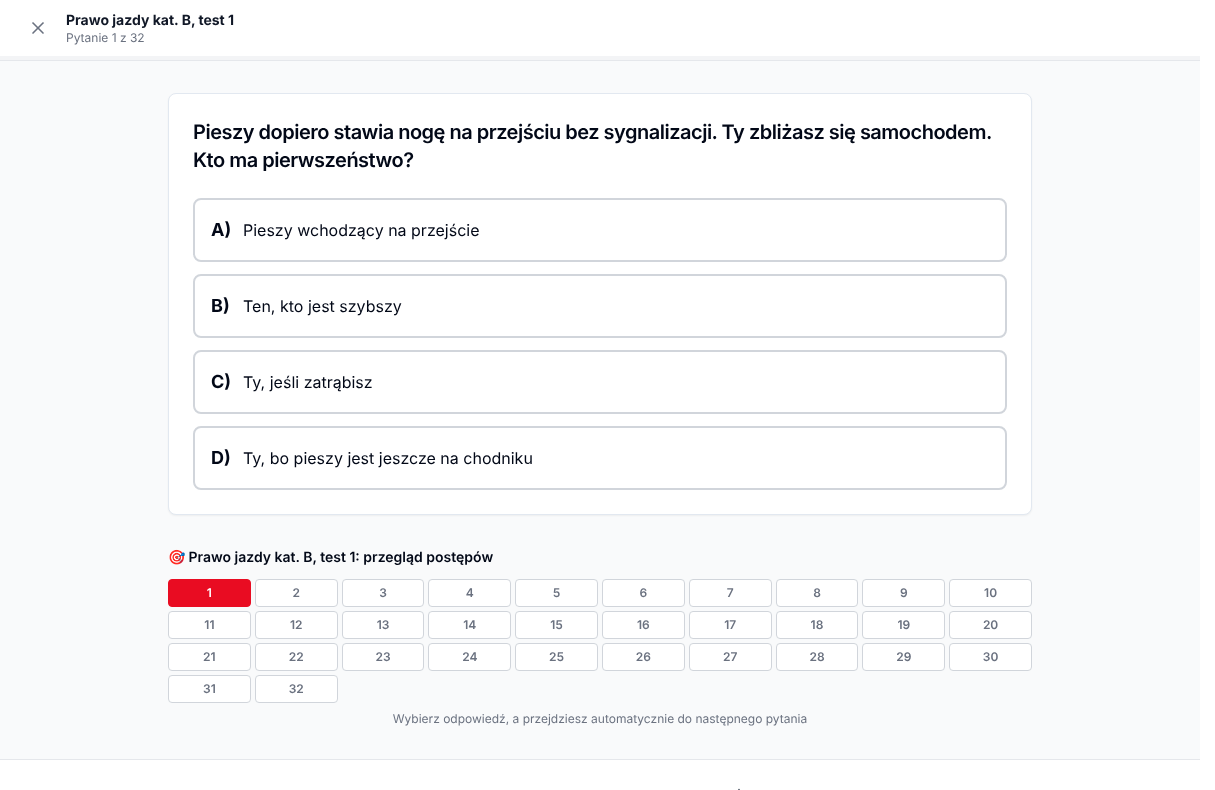 Prawo jazdy kat. B, test 1
Pytanie 1 z 32
Pieszy dopiero stawia nogę na przejściu bez sygnalizacji. Ty zbliżasz się samochodem.
Kto ma pierwszeństwo?
A) Pieszy wchodzący na przejście
B) Ten, kto jest szybszy
C) Ty, jeśli zatrąbisz
D) Ty, bo pieszy jest jeszcze na chodniku
🎯 Prawo jazdy kat. B, test 1: przegląd postępów
1 2 3 4 5 6 7 8 9 10
11 12 13 14 15 16 17 18 19 20
21 22 23 24 25 26 27 28 29 30
31 32
Wybierz odpowiedź, a przejdziesz automatycznie do następnego pytania